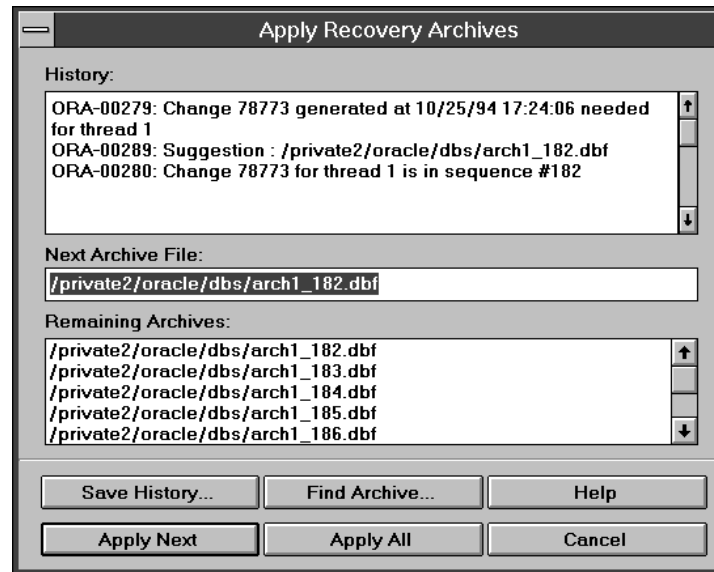 Apply Recovery Archives
History:
ORA-00279: Change 78773 generated at 10/25/94 17:24:06 needed
for thread 1
ORA-00289: Suggestion : /private2/oracle/dbs/arch1_182.dbf
ORA-00280: Change 78773 for thread 1 is in sequence #182
Next Archive File:
/private2/oracle/dbs/arch1_182.dbf
Remaining Archives:
/private2/oracle/dbs/arch1_182.dbf
/private2/oracle/dbs/arch1_183.dbf
/private2/oracle/dbs/arch1_184.dbf
/private2/oracle/dbs/arch1_185.dbf
/private2/oracle/dbs/arch1_186.dbf
Save History... Find Archive... Help
Apply Next Apply All Cancel